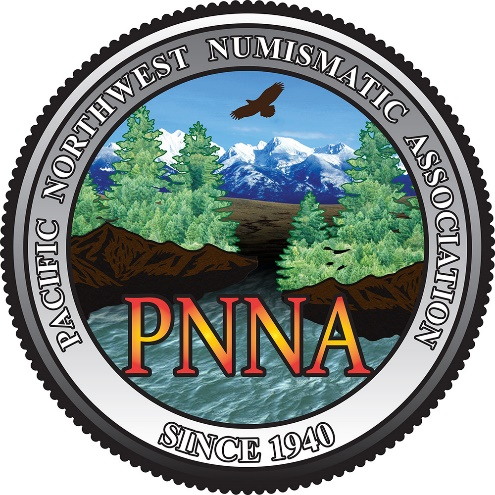 PACIFIC NORTHWEST NUMISMATIC ASSOCIATION
PNNA
SINCE 1940